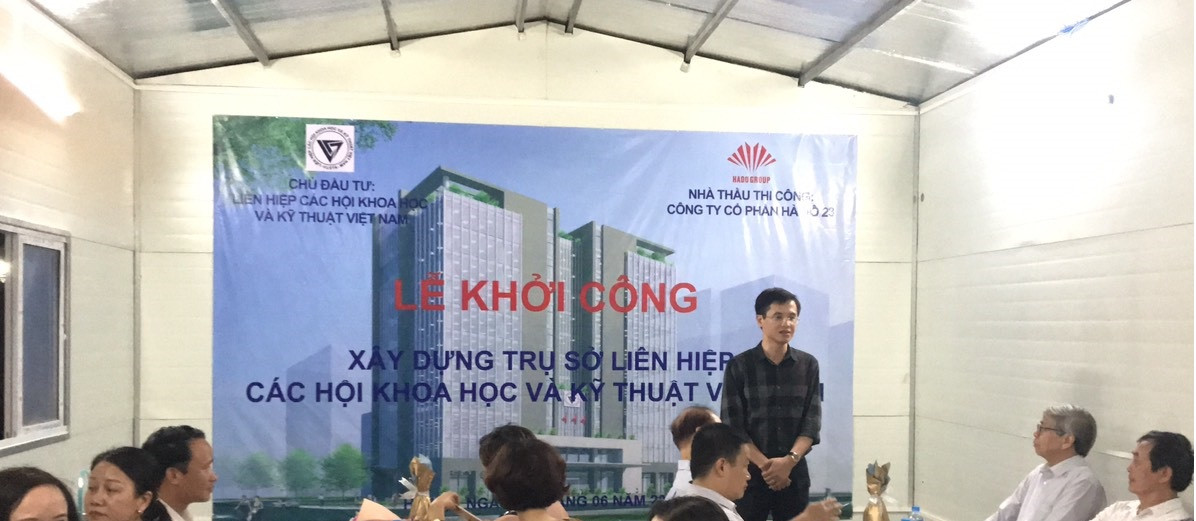 CHỦ ĐẦU TƯ:
LIÊN HIỆP CÁC HỘI KHOA HỌC
VÀ KỸ THUẬT VIỆT NAM
HADO GROUP
NHÀ THẦU THI CÔNG:
CÔNG TY CỔ PHẦN HÀ ĐÔ 23
LỄ KHỞI CÔNG
XÂY DỰNG TRỤ SỞ LIÊN HIỆP
CÁC HỘI KHOA HỌC VÀ KỸ THUẬT
06 NĂM